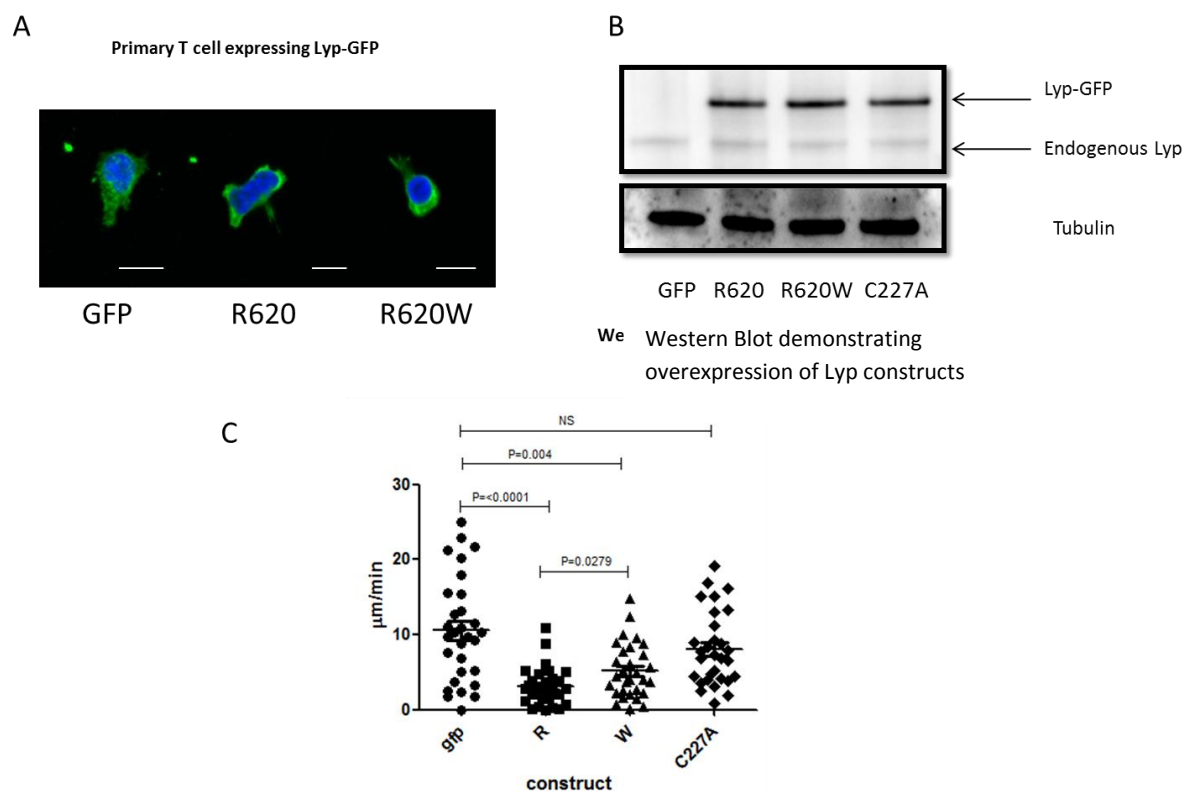 A
Primary T cell expressing Lyp-GFP
GFP R620 R620W
B
Lyp-GFP
Endogenous Lyp
Tubulin
GFP R620 R620W C227A
We Western Blot demonstrating
overexpression of Lyp constructs
C
NS
P=0.004
P=<0.0001
P=0.0279
30
20
10
0
µm/min
gfp R W C227A
construct